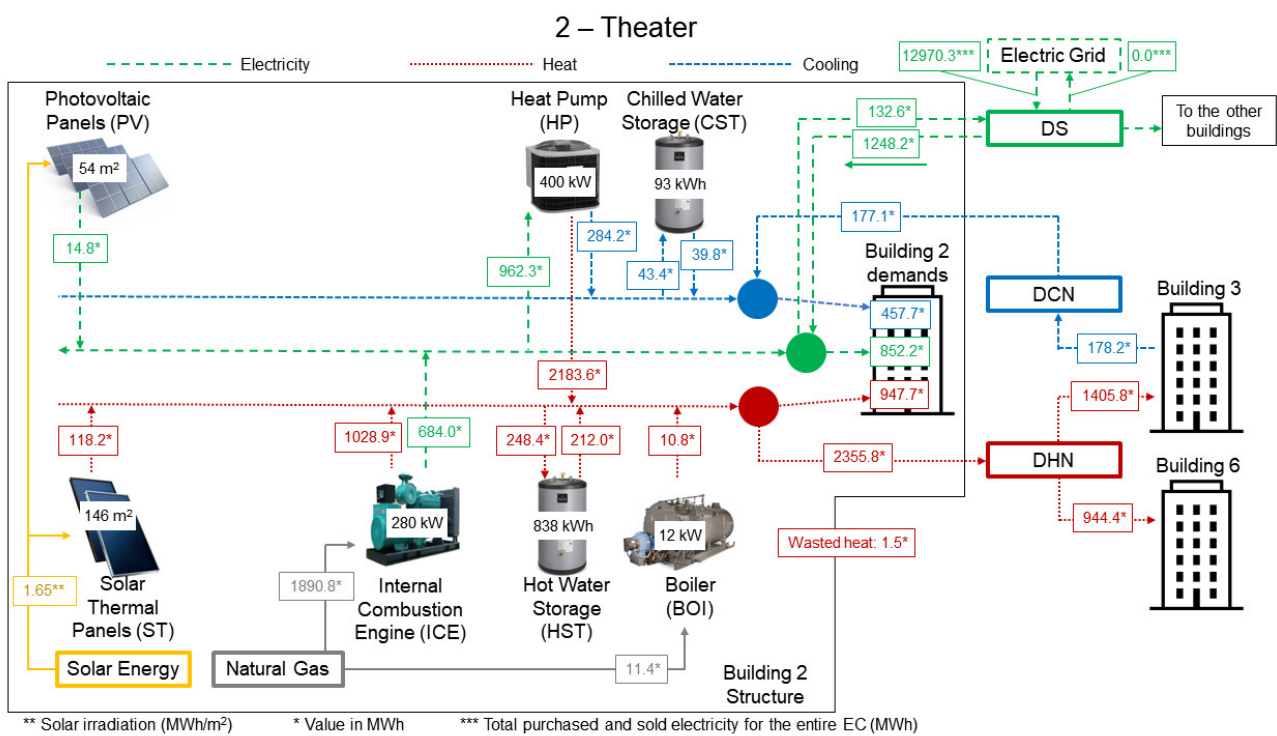 2 – Theater
Electricity
Heat
Cooling
12970.3***
Electric Grid
0.0***
Photovoltaic
Panels (PV)
54 m²
14.8*
Heat Pump
(HP)
400 kW
Chilled Water
Storage (CST)
93 kWh
132.6*
1248.2*
DS
To the other
buildings
962.3*
284.2*
43.4*
39.8*
177.1*
Building 2
demands
457.7*
852.2*
947.7*
DCN
178.2*
Building 3
2183.6*
118.2*
1028.9*
684.0*
248.4*
212.0*
10.8*
2355.8*
1405.8*
DHN
944.4*
Building 6
146 m²
280 kW
838 kWh
12 kW
Wasted heat: 1.5*
1.65**
Solar
Thermal
Panels (ST)
1890.8*
Internal
Combustion
Engine (ICE)
Hot Water
Storage
(HST)
Boiler
(BOI)
Solar Energy
Natural Gas
11.4*
Building 2
Structure
** Solar irradiation (MWh/m²)
* Value in MWh
*** Total purchased and sold electricity for the entire EC (MWh)